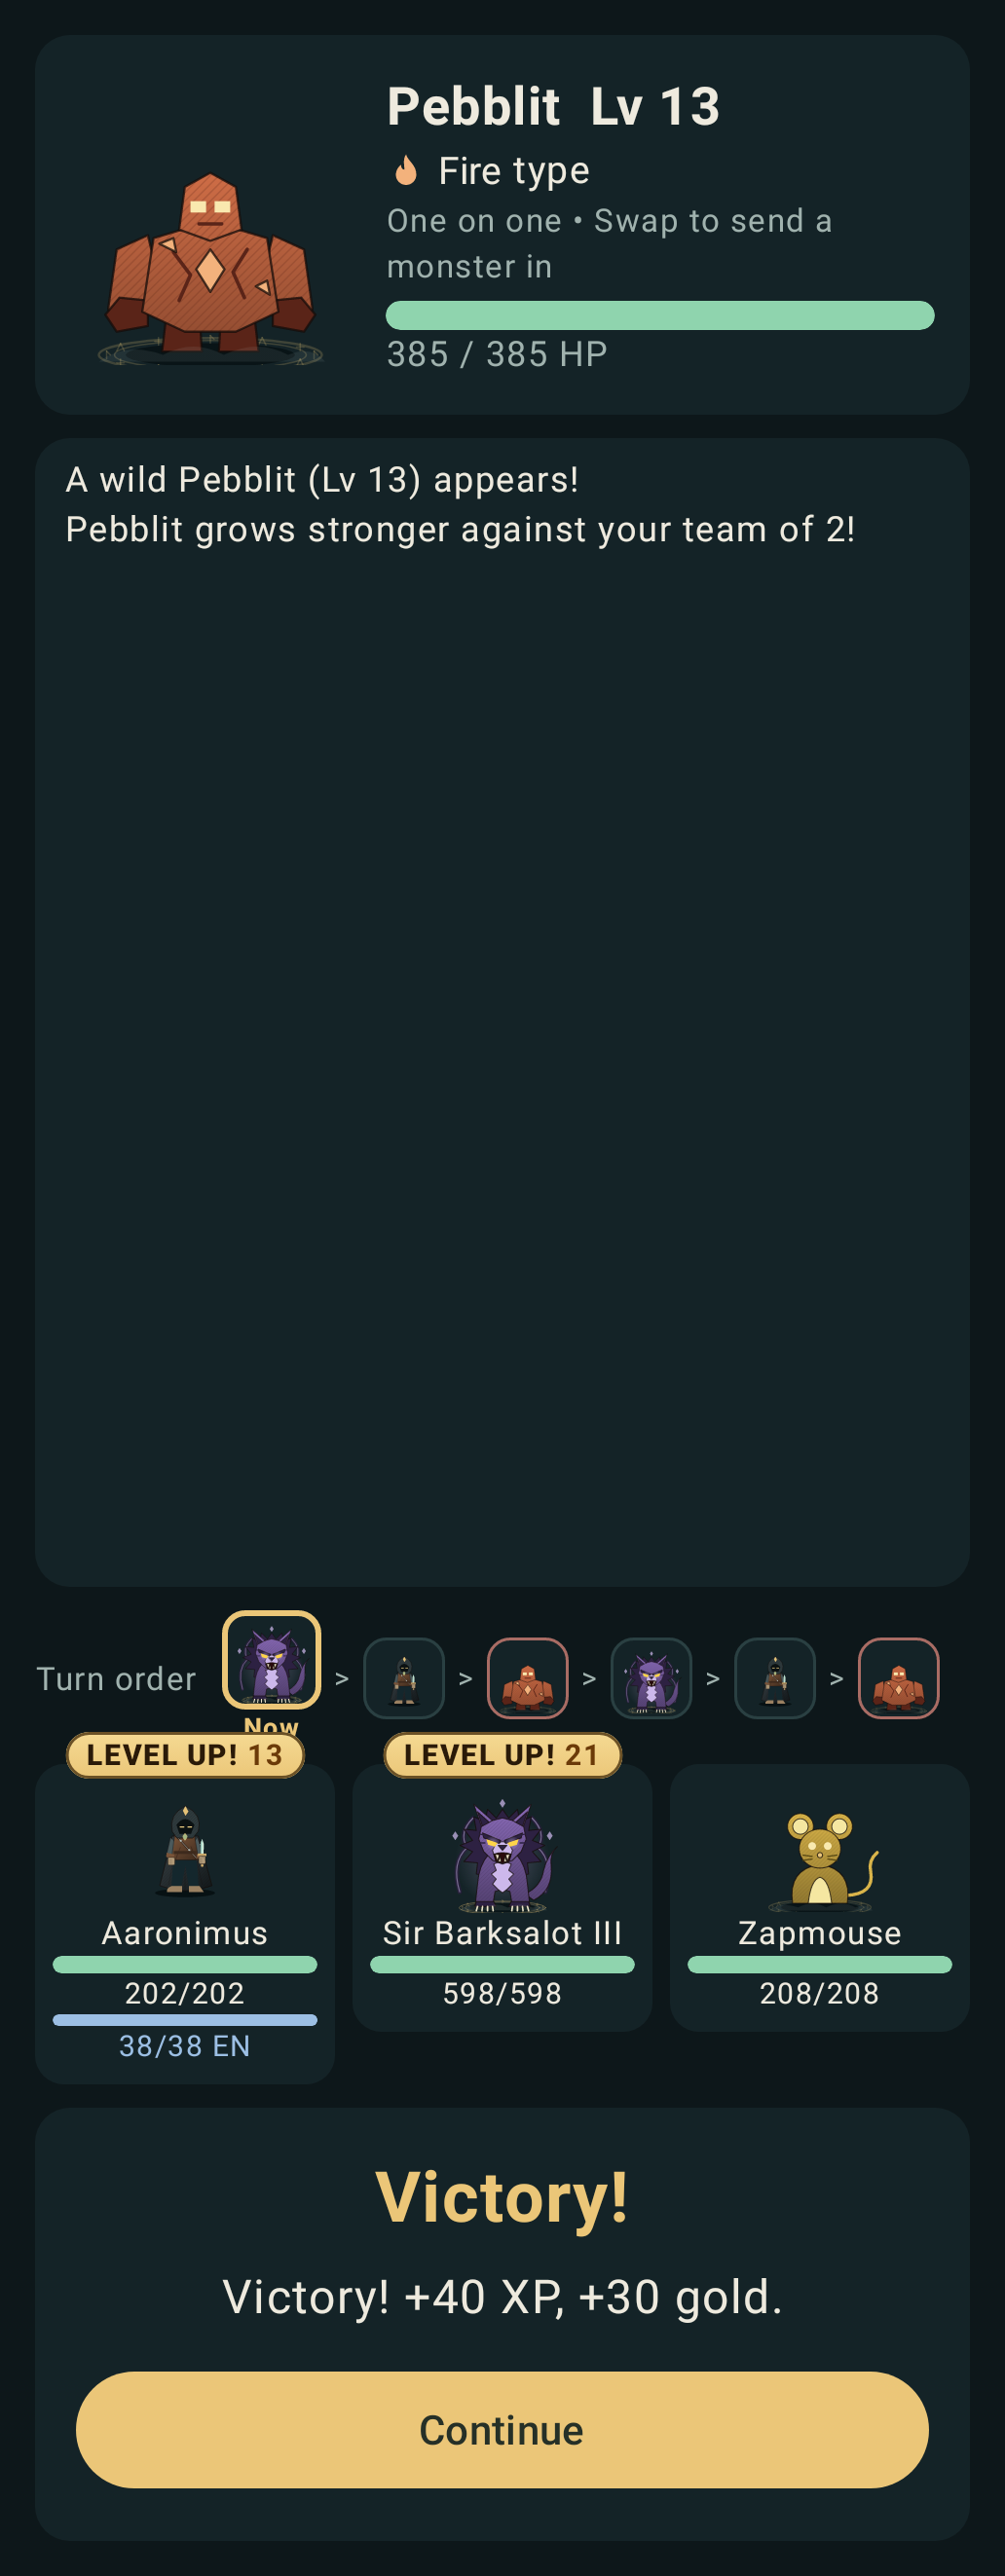 Pebblit Lv 13
Fire type
One on one • Swap to send a
monster in
385 / 385 HP
A wild Pebblit (Lv 13) appears!
Pebblit grows stronger against your team of 2!
Turn order
>
>
>
>
>
Now
LEVEL UP! 13
LEVEL UP! 21
Aaronimus
202/202
38/38 EN
Sir Barksalot III
598/598
Zapmouse
208/208
Victory!
Victory! +40 XP, +30 gold.
Continue